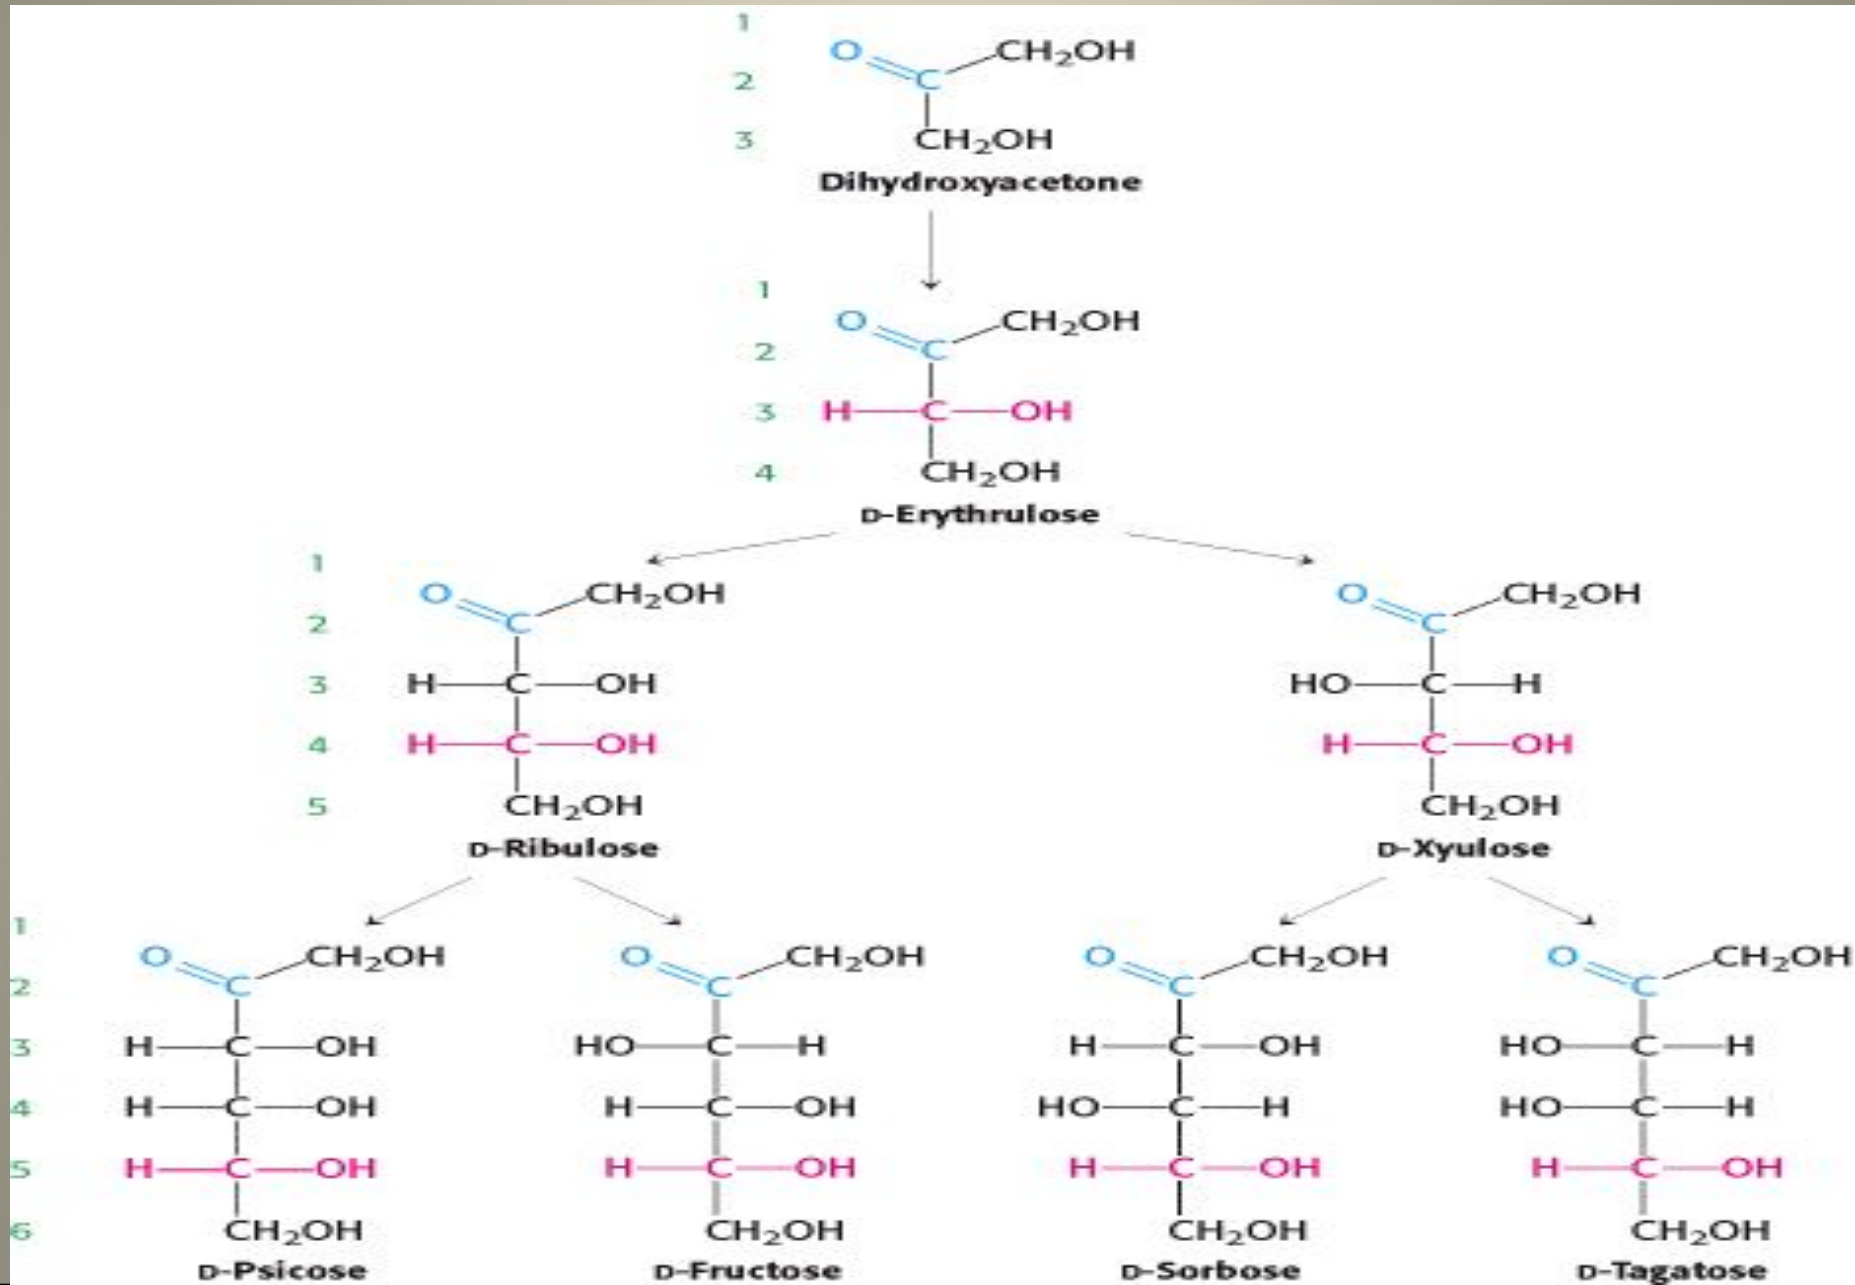 1
O CH₂OH
2 C
3 CH₂OH
Dihydroxyacetone
1
O CH₂OH
2 C
3 H C OH
4 CH₂OH
D-Erythrulose
1
O CH₂OH O CH₂OH
2 C C
3 H C OH HO C H
4 H C OH H C OH
5 CH₂OH CH₂OH
D-Ribulose D-Xyulose
1
O CH₂OH O CH₂OH O CH₂OH O CH₂OH
2 C C C C
3 H C OH HO C H H C OH HO C H
4 H C OH H C OH HO C H HO C H
5 H C OH H C OH H C OH H C OH
6 CH₂OH CH₂OH CH₂OH CH₂OH
D-Psicose D-Fructose D-Sorbose D-Tagatose